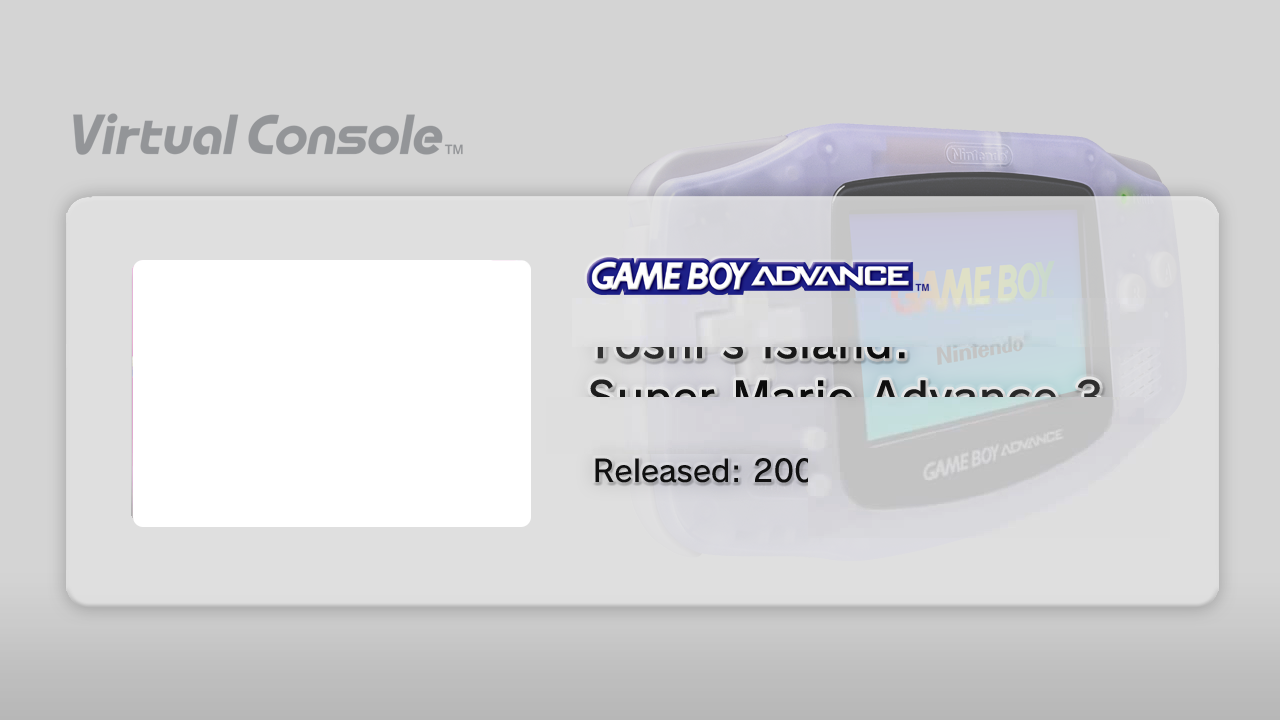 Virtual Console™
GAME BOY ADVANCE™
Yoshi's Island:
Super Mario Advance 3
Released: 200
Nintendo
GAME BOY
Nintendo®
GAME BOY ADVANCE